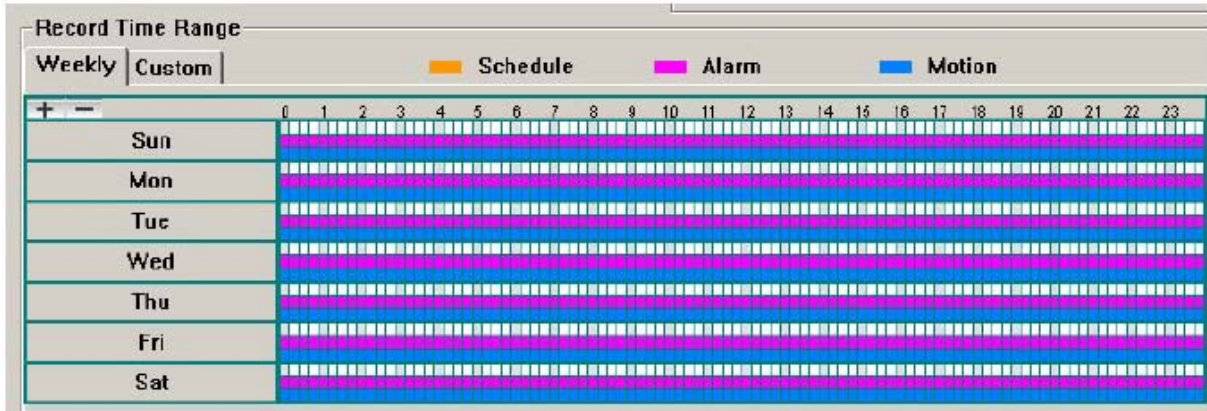 Record Time Range
Weekly Custom Schedule Alarm Motion
+ − 0 1 2 3 4 5 6 7 8 9 10 11 12 13 14 15 16 17 18 19 20 21 22 23
Sun
Mon
Tue
Wed
Thu
Fri
Sat